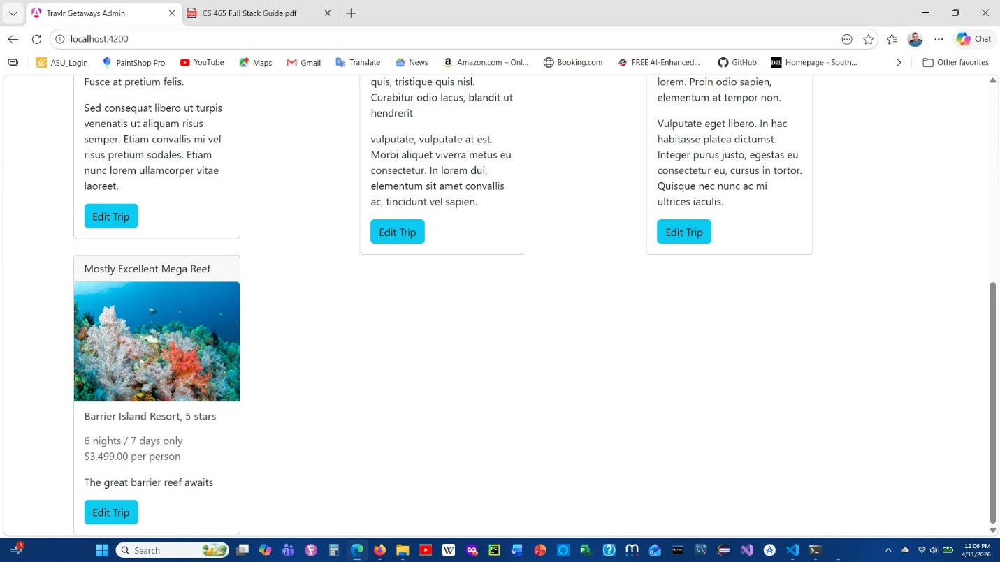 Travlr Getaways Admin
CS 465 Full Stack Guide.pdf
localhost:4200
Chat
ASU_Login
PaintShop Pro
YouTube
Maps
Gmail
Translate
News
Amazon.com – Onl...
Booking.com
FREE AI-Enhanced...
GitHub
D2L
Homepage - South...
Other favorites
Fusce at pretium felis.
Sed consequat libero ut turpis
venenatis ut aliquam risus
semper. Etiam convallis mi vel
risus pretium sodales. Etiam
nunc lorem ullamcorper vitae
laoreet.
Edit Trip
quis, tristique quis nisl.
Curabitur odio lacus, blandit ut
hendrerit
vulputate, vulputate at est.
Morbi aliquet viverra metus eu
consectetur. In lorem dui,
elementum sit amet convallis
ac, tincidunt vel sapien.
Edit Trip
lorem. Proin odio sapien,
elementum at tempor non.
Vulputate eget libero. In hac
habitasse platea dictumst.
Integer purus justo, egestas eu
consectetur eu, cursus in tortor.
Quisque nec nunc ac mi
ultrices iaculis.
Edit Trip
Mostly Excellent Mega Reef
Barrier Island Resort, 5 stars
6 nights / 7 days only
$3,499.00 per person
The great barrier reef awaits
Edit Trip
1
Search
12:06 PM
4/11/2026